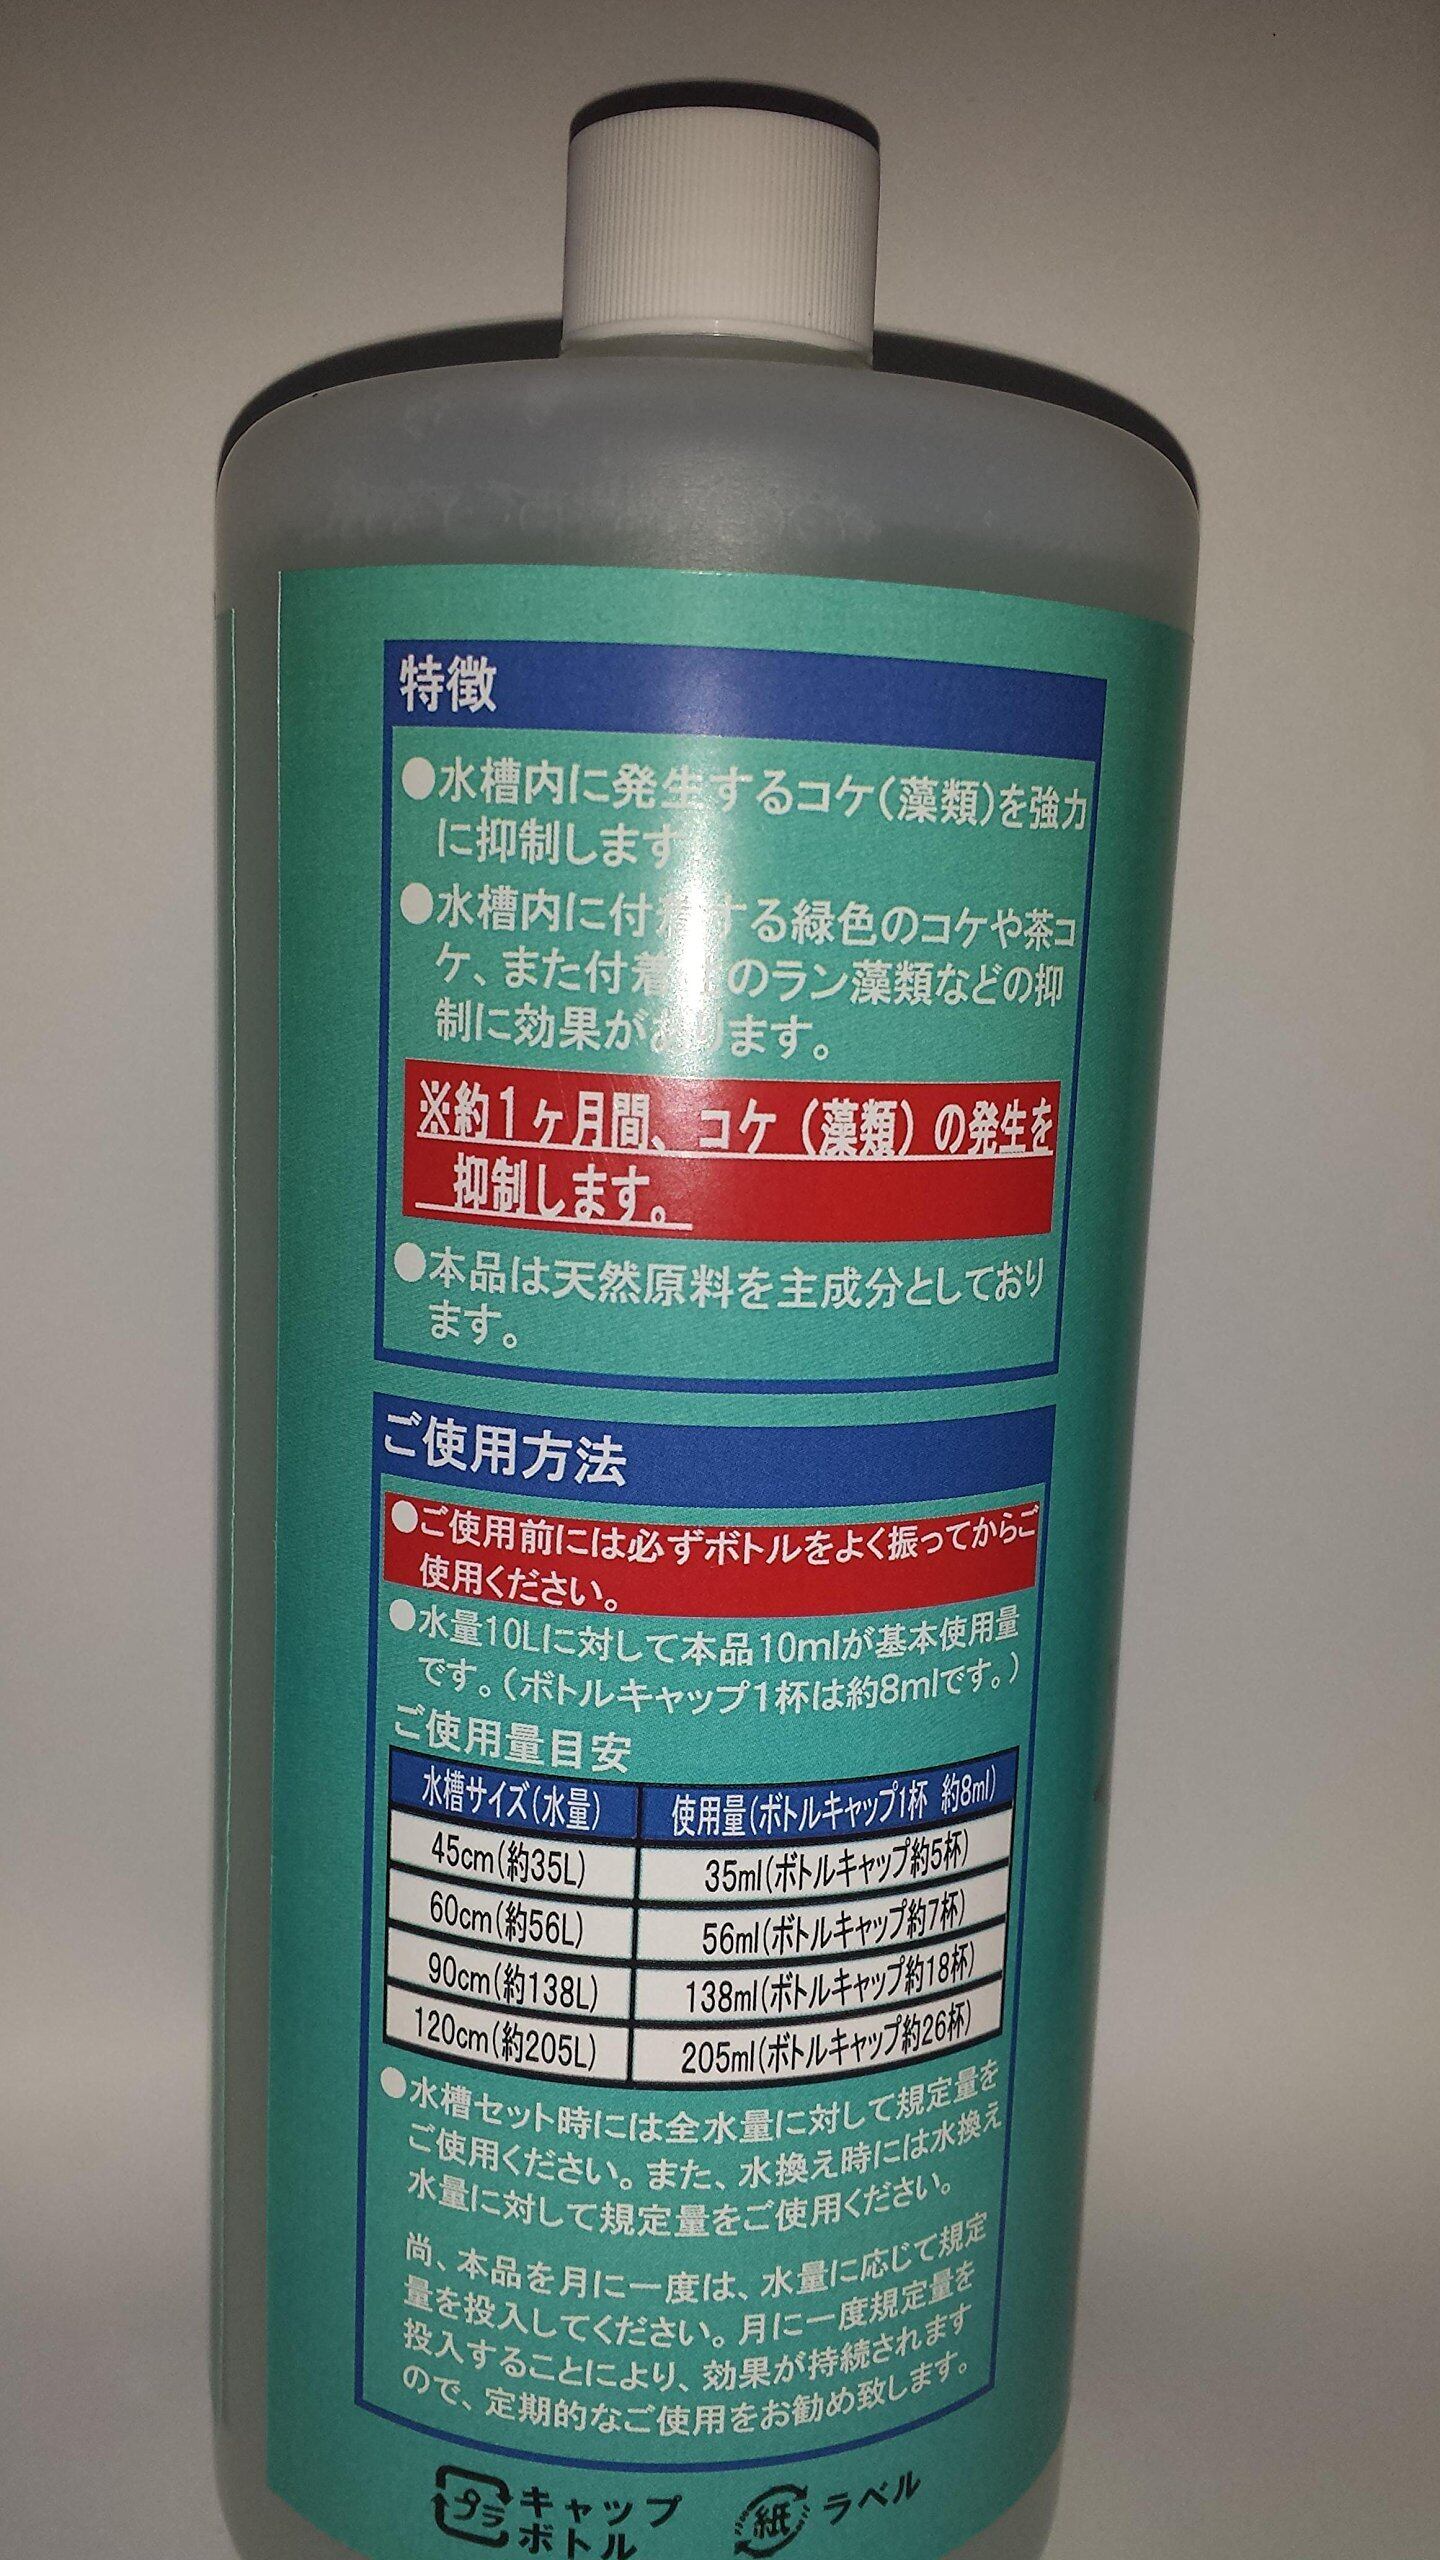 特徴
●水槽内に発生するコケ(藻類)を強力
に抑制します
●水槽内に付着する緑色のコケや茶コ
ケ、また付着 のラン藻類などの抑
制に効果があります。
※約1ヶ月間、コケ(藻類)の発生を
抑制します。
●本品は天然原料を主成分としており
ます。
ご使用方法
●ご使用前には必ずボトルをよく振ってからご
使用ください。
●水量10Lに対して本品10mlが基本使用量
です。(ボトルキャップ1杯は約8mlです。)
ご使用量目安
水槽サイズ(水量) 使用量(ボトルキャップ1杯 約8ml)
45cm(約35L) 35ml(ボトルキャップ約5杯)
60cm(約56L) 56ml(ボトルキャップ約7杯)
90cm(約138L) 138ml(ボトルキャップ約18杯)
120cm(約205L) 205ml(ボトルキャップ約26杯)
●水槽セット時には全水量に対して規定量を
ご使用ください。また、水換え時には水換え
水量に対して規定量をご使用ください。
尚、本品を月に一度は、水量に応じて規定
量を投入してください。月に一度規定量を
投入することにより、効果が持続されます
ので、定期的なご使用をお勧め致します。
プラ キャップ
ボトル
紙 ラベル